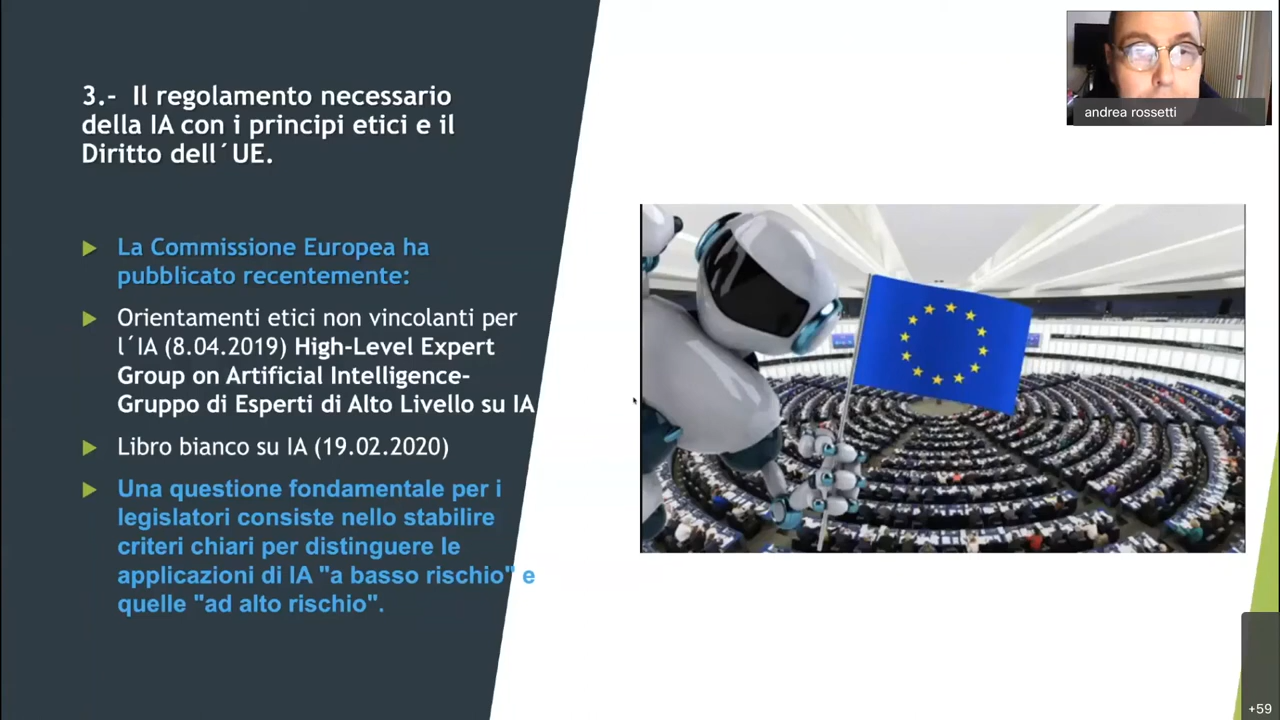 3.- Il regolamento necessario
della IA con i principi etici e il
Diritto dell´UE.
La Commissione Europea ha
pubblicato recentemente:
Orientamenti etici non vincolanti per
l´IA (8.04.2019) High-Level Expert
Group on Artificial Intelligence-
Gruppo di Esperti di Alto Livello su IA
Libro bianco su IA (19.02.2020)
Una questione fondamentale per i
legislatori consiste nello stabilire
criteri chiari per distinguere le
applicazioni di IA "a basso rischio" e
quelle "ad alto rischio".
andrea rossetti
+59